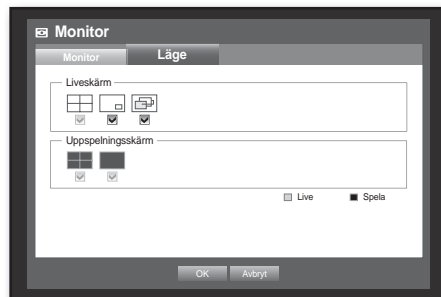 Monitor
Monitor Läge
Liveskärm
Uppspelningsskärm
Live Spela
OK Avbryt